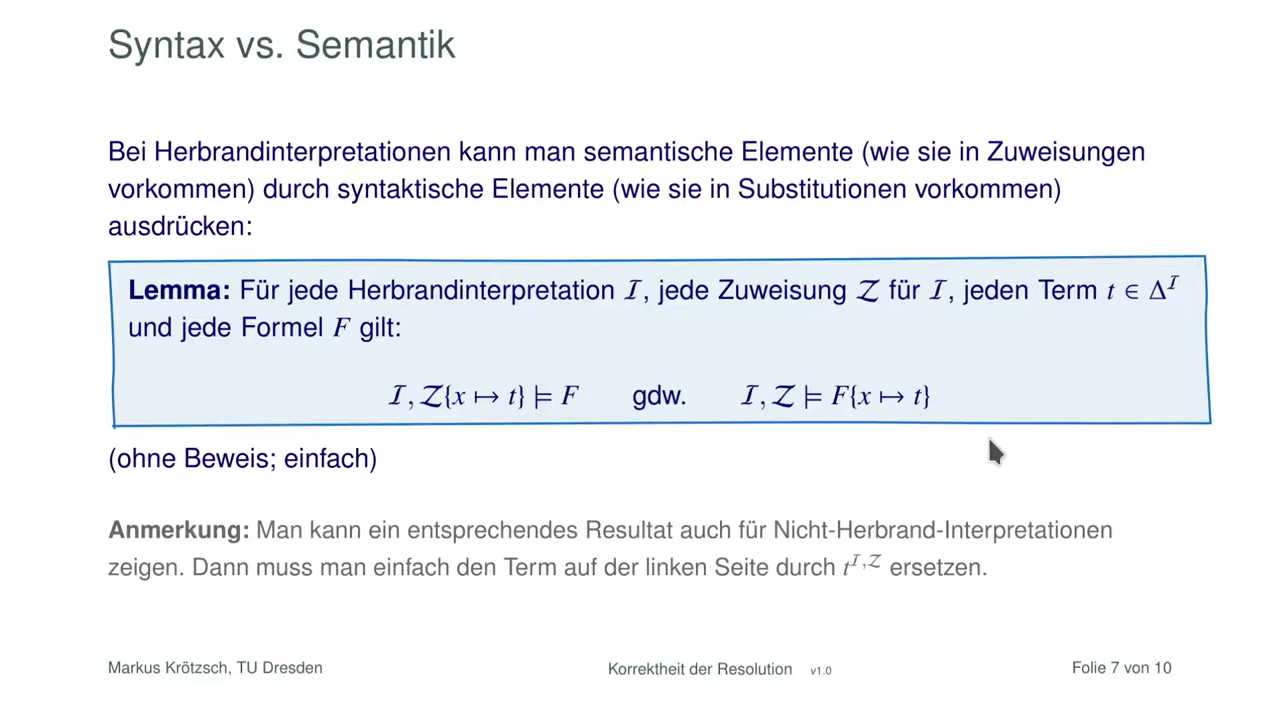 Syntax vs. Semantik
Bei Herbrandinterpretationen kann man semantische Elemente (wie sie in Zuweisungen
vorkommen) durch syntaktische Elemente (wie sie in Substitutionen vorkommen)
ausdrücken:
Lemma: Für jede Herbrandinterpretation 𝓘, jede Zuweisung 𝓩 für 𝓘, jeden Term t ∈ Δ^𝓘
und jede Formel F gilt:
𝓘, 𝓩{x ↦ t} ⊨ F gdw. 𝓘, 𝓩 ⊨ F{x ↦ t}
(ohne Beweis; einfach)
Anmerkung: Man kann ein entsprechendes Resultat auch für Nicht-Herbrand-Interpretationen
zeigen. Dann muss man einfach den Term auf der linken Seite durch t^𝓘,𝓩 ersetzen.
Markus Krötzsch, TU Dresden Korrektheit der Resolution v1.0 Folie 7 von 10